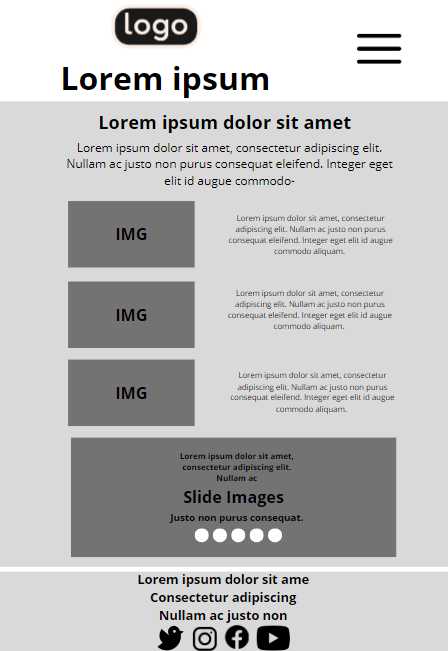 logo
Lorem ipsum
Lorem ipsum dolor sit amet
Lorem ipsum dolor sit amet, consectetur adipiscing elit.
Nullam ac justo non purus consequat eleifend. Integer eget
elit id augue commodo-
IMG
Lorem ipsum dolor sit amet, consectetur
adipiscing elit. Nullam ac justo non purus
consequat eleifend. Integer eget elit id augue
commodo aliquam.
IMG
Lorem ipsum dolor sit amet, consectetur
adipiscing elit. Nullam ac justo non purus
consequat eleifend. Integer eget elit id augue
commodo aliquam.
IMG
Lorem ipsum dolor sit amet, consectetur
adipiscing elit. Nullam ac justo non purus
consequat eleifend. Integer eget elit id augue
commodo aliquam.
Lorem ipsum dolor sit amet,
consectetur adipiscing elit.
Nullam ac
Slide Images
Justo non purus consequat.
Lorem ipsum dolor sit ame
Consectetur adipiscing
Nullam ac justo non